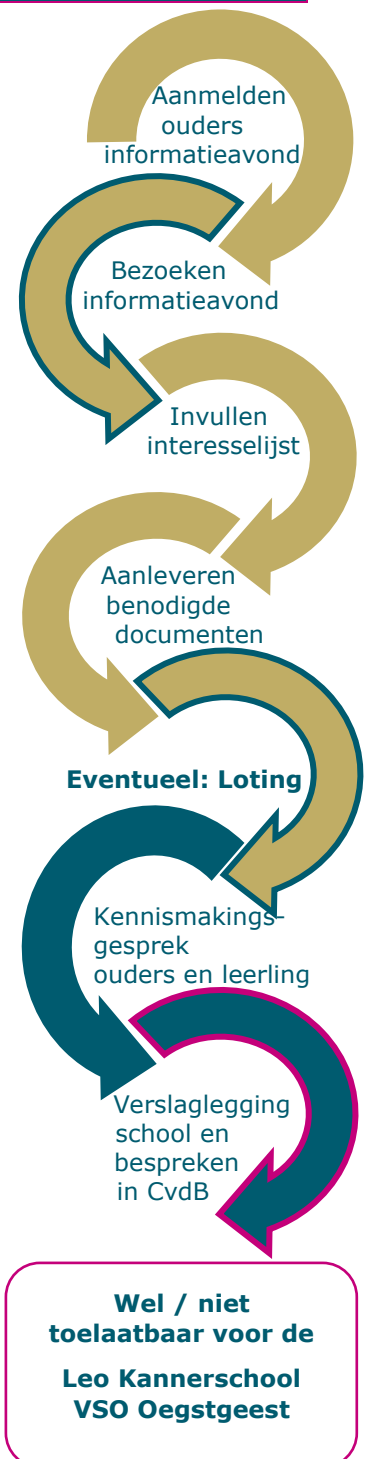 Aanmelden
ouders
informatieavond
Bezoeken
informatieavond
Invullen
interesselijst
Aanleveren
benodigde
documenten
Eventueel: Loting
Kennismakings-
gesprek
ouders en leerling
Verslaglegging
school en
bespreken
in CvdB
Wel / niet
toelaatbaar voor de
Leo Kannerschool
VSO Oegstgeest